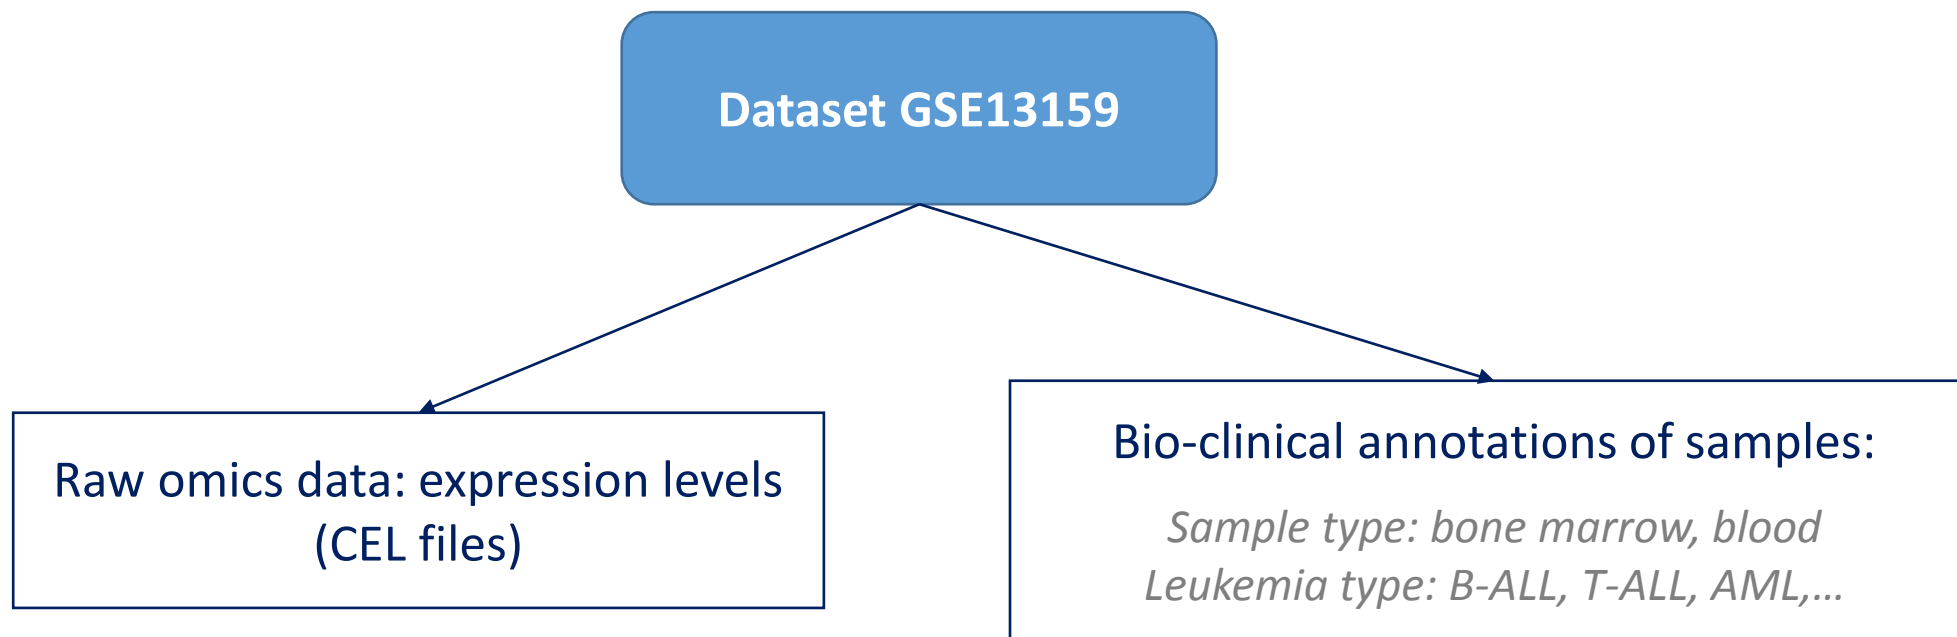 Dataset GSE13159
Raw omics data: expression levels
(CEL files)
Bio-clinical annotations of samples:
Sample type: bone marrow, blood
Leukemia type: B-ALL, T-ALL, AML,...